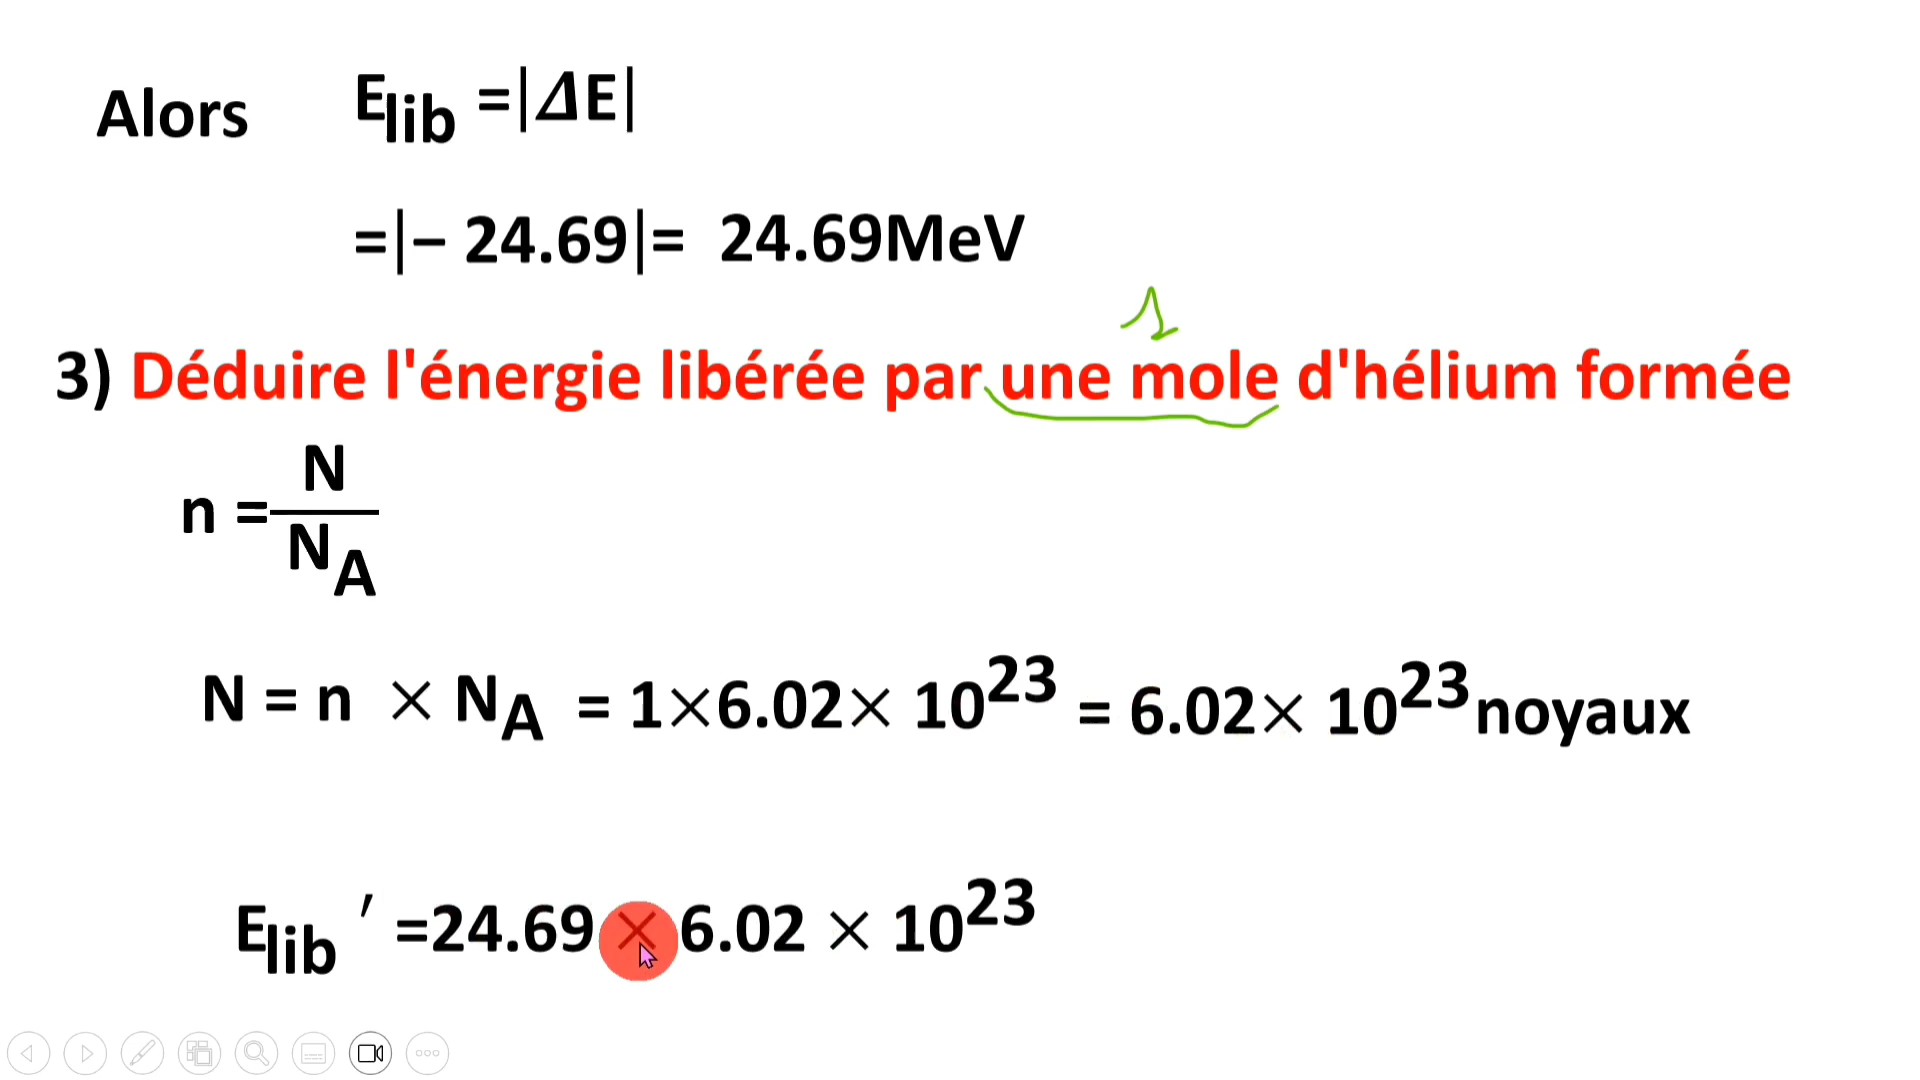 Alors E_lib =|ΔE|
=|– 24.69|= 24.69MeV
1
3) Déduire l'énergie libérée par une mole d'hélium formée
n = N / N_A
N = n × N_A = 1×6.02× 10^23 = 6.02× 10^23 noyaux
E_lib ′ =24.69 × 6.02 × 10^23